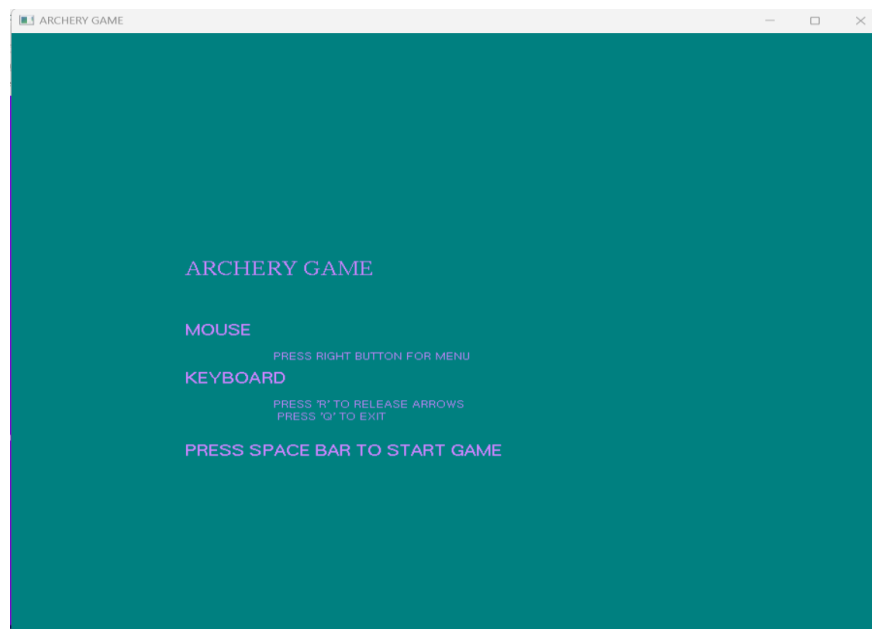 ARCHERY GAME
ARCHERY GAME
MOUSE
PRESS RIGHT BUTTON FOR MENU
KEYBOARD
PRESS 'R' TO RELEASE ARROWS
PRESS 'Q' TO EXIT
PRESS SPACE BAR TO START GAME